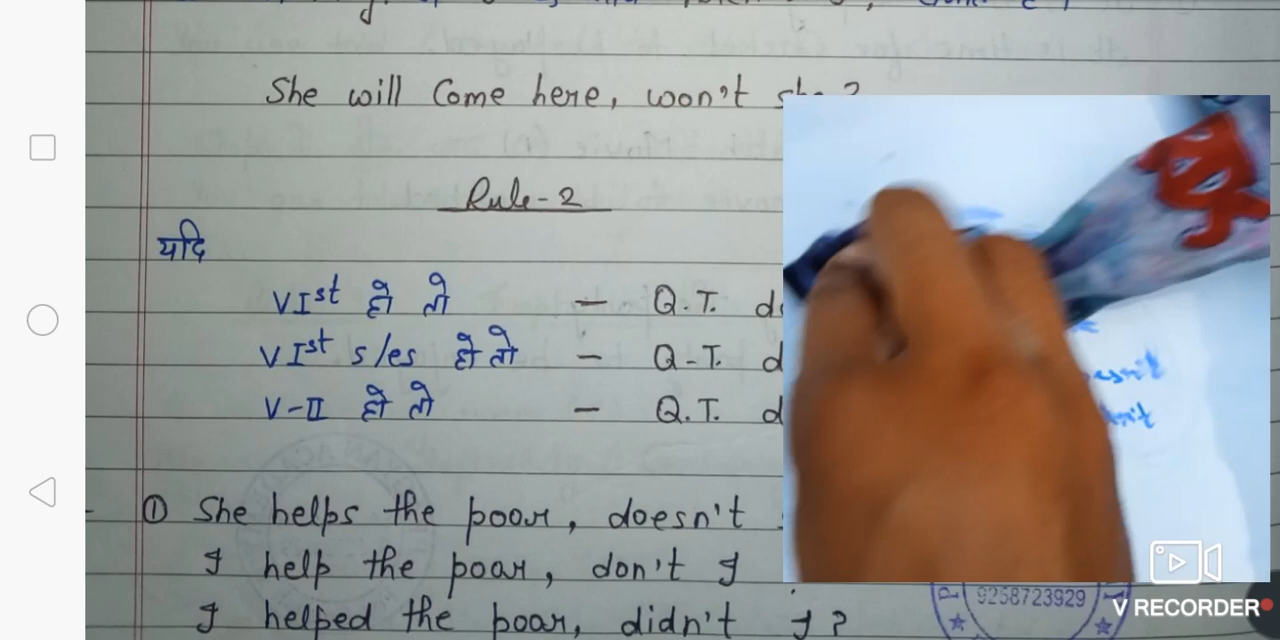 She will Come here, won't she?
Rule-2
यदि
VIst हो तो — Q.T.
VIst s/es हो तो — Q-T.
V-II हो तो — Q.T.
① She helps the poor, doesn't
I help the poor, don't I
I helped the poor, didn't I?
9258723929
V RECORDER